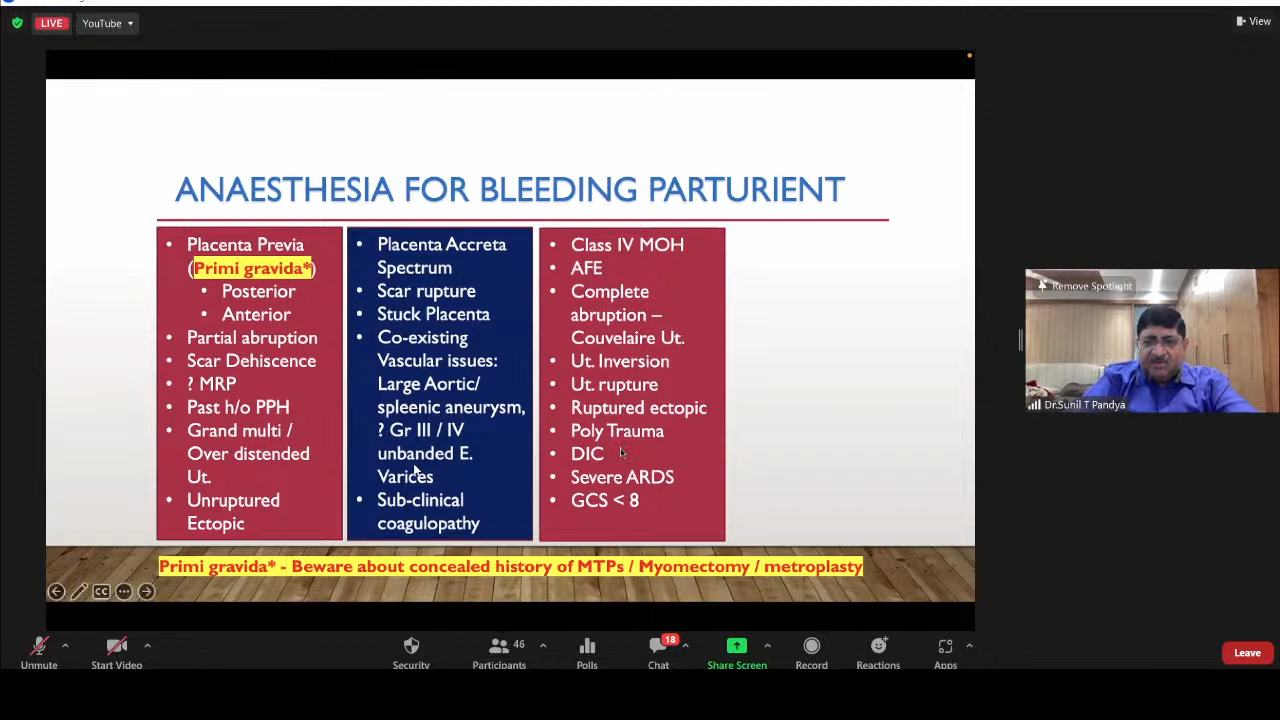 LIVE
YouTube
View
ANAESTHESIA FOR BLEEDING PARTURIENT
• Placenta Previa
(Primi gravida*)
• Posterior
• Anterior
• Partial abruption
• Scar Dehiscence
• ? MRP
• Past h/o PPH
• Grand multi /
Over distended
Ut.
• Unruptured
Ectopic
• Placenta Accreta
Spectrum
• Scar rupture
• Stuck Placenta
• Co-existing
Vascular issues:
Large Aortic/
spleenic aneurysm,
? Gr III / IV
unbanded E.
Varices
• Sub-clinical
coagulopathy
• Class IV MOH
• AFE
• Complete
abruption –
Couvelaire Ut.
• Ut. Inversion
• Ut. rupture
• Ruptured ectopic
• Poly Trauma
• DIC
• Severe ARDS
• GCS < 8
Primi gravida* - Beware about concealed history of MTPs / Myomectomy / metroplasty
CC
Remove Spotlight
Dr.Sunil T Pandya
46
18
Unmute
Start Video
Security
Participants
Polls
Chat
Share Screen
Record
Reactions
Apps
Leave